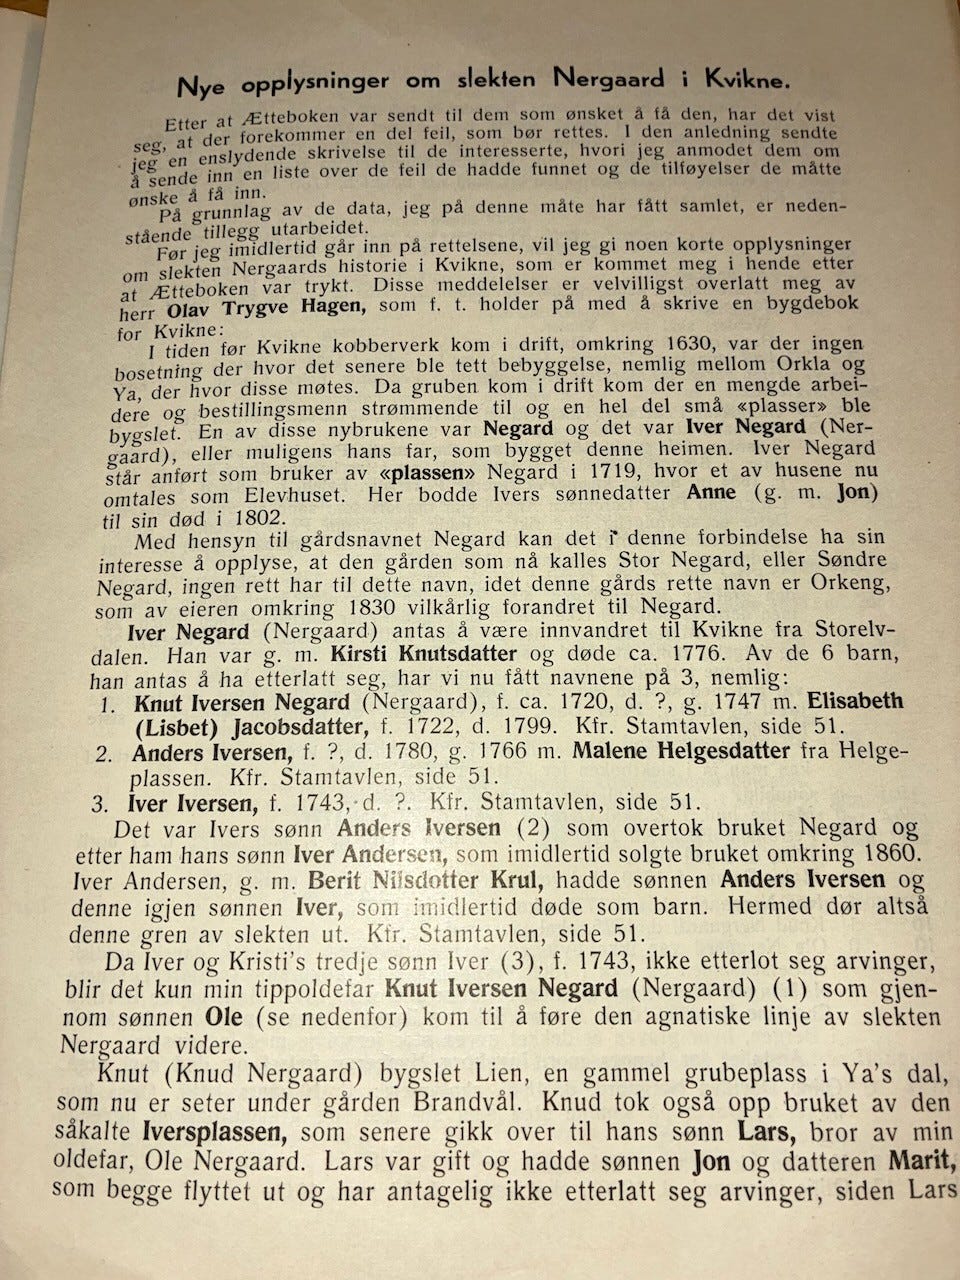 Nye opplysninger om slekten Nergaard i Kvikne.
Etter at Ætteboken var sendt til dem som ønsket å få den, har det vist
seg, at der forekommer en del feil, som bør rettes. I den anledning sendte
jeg en enslydende skrivelse til de interesserte, hvori jeg anmodet dem om
å sende inn en liste over de feil de hadde funnet og de tilføyelser de måtte
ønske å få inn.
På grunnlag av de data, jeg på denne måte har fått samlet, er neden-
stående tillegg utarbeidet.
Før jeg imidlertid går inn på rettelsene, vil jeg gi noen korte opplysninger
om slekten Nergaards historie i Kvikne, som er kommet meg i hende etter
at Ætteboken var trykt. Disse meddelelser er velvilligst overlatt meg av
herr Olav Trygve Hagen, som f. t. holder på med å skrive en bygdebok
for Kvikne:
I tiden før Kvikne kobberverk kom i drift, omkring 1630, var der ingen
bosetning der hvor det senere ble tett bebyggelse, nemlig mellom Orkla og
Ya, der hvor disse møtes. Da gruben kom i drift kom der en mengde arbei-
dere og bestillingsmenn strømmende til og en hel del små «plasser» ble
bygslet. En av disse nybrukene var Negard og det var Iver Negard (Ner-
gaard), eller muligens hans far, som bygget denne heimen. Iver Negard
står anført som bruker av «plassen» Negard i 1719, hvor et av husene nu
omtales som Elevhuset. Her bodde Ivers sønnedatter Anne (g. m. Jon)
til sin død i 1802.
Med hensyn til gårdsnavnet Negard kan det i denne forbindelse ha sin
interesse å opplyse, at den gården som nå kalles Stor Negard, eller Søndre
Negard, ingen rett har til dette navn, idet denne gårds rette navn er Orkeng,
som av eieren omkring 1830 vilkårlig forandret til Negard.
Iver Negard (Nergaard) antas å være innvandret til Kvikne fra Storelv-
dalen. Han var g. m. Kirsti Knutsdatter og døde ca. 1776. Av de 6 barn,
han antas å ha etterlatt seg, har vi nu fått navnene på 3, nemlig:
1. Knut Iversen Negard (Nergaard), f. ca. 1720, d. ?, g. 1747 m. Elisabeth
(Lisbet) Jacobsdatter, f. 1722, d. 1799. Kfr. Stamtavlen, side 51.
2. Anders Iversen, f. ?, d. 1780, g. 1766 m. Malene Helgesdatter fra Helge-
plassen. Kfr. Stamtavlen, side 51.
3. Iver Iversen, f. 1743, d. ?. Kfr. Stamtavlen, side 51.
Det var Ivers sønn Anders Iversen (2) som overtok bruket Negard og
etter ham hans sønn Iver Andersen, som imidlertid solgte bruket omkring 1860.
Iver Andersen, g. m. Berit Nilsdotter Krul, hadde sønnen Anders Iversen og
denne igjen sønnen Iver, som imidlertid døde som barn. Hermed dør altså
denne gren av slekten ut. Kfr. Stamtavlen, side 51.
Da Iver og Kristi's tredje sønn Iver (3), f. 1743, ikke etterlot seg arvinger,
blir det kun min tippoldefar Knut Iversen Negard (Nergaard) (1) som gjen-
nom sønnen Ole (se nedenfor) kom til å føre den agnatiske linje av slekten
Nergaard videre.
Knut (Knud Nergaard) bygslet Lien, en gammel grubeplass i Ya's dal,
som nu er seter under gården Brandvål. Knud tok også opp bruket av den
såkalte Iversplassen, som senere gikk over til hans sønn Lars, bror av min
oldefar, Ole Nergaard. Lars var gift og hadde sønnen Jon og datteren Marit,
som begge flyttet ut og har antagelig ikke etterlatt seg arvinger, siden Lars